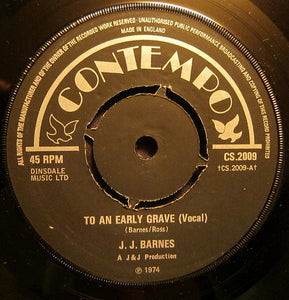 ALL RIGHTS OF THE MANUFACTURER AND OF THE OWNER OF THE RECORDED WORK RESERVED · UNAUTHORISED PUBLIC PERFORMANCE BROADCASTING AND COPYING OF THIS RECORD PROHIBITED
MADE IN ENGLAND
CONTEMPO
45 RPM
DINSDALE
MUSIC LTD
CS.2009
†CS.2009-A†
TO AN EARLY GRAVE (Vocal)
(Barnes/Ross)
J. J. BARNES
A J&J Production
℗ 1974